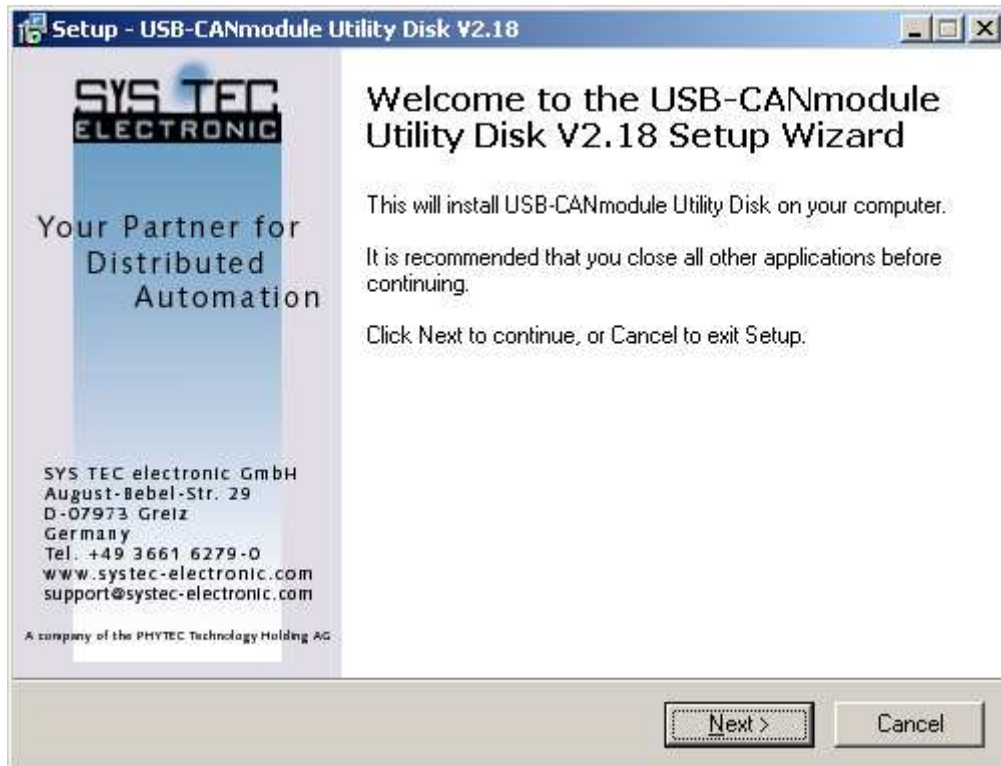 Setup - USB-CANmodule Utility Disk V2.18
SYS TEC
ELECTRONIC
Your Partner for
Distributed
Automation
SYS TEC electronic GmbH
August-Bebel-Str. 29
D-07973 Greiz
Germany
Tel. +49 3661 6279-0
www.systec-electronic.com
support@systec-electronic.com
A company of the PHYTEC Technology Holding AG
Welcome to the USB-CANmodule
Utility Disk V2.18 Setup Wizard
This will install USB-CANmodule Utility Disk on your computer.
It is recommended that you close all other applications before
continuing.
Click Next to continue, or Cancel to exit Setup.
Next >
Cancel